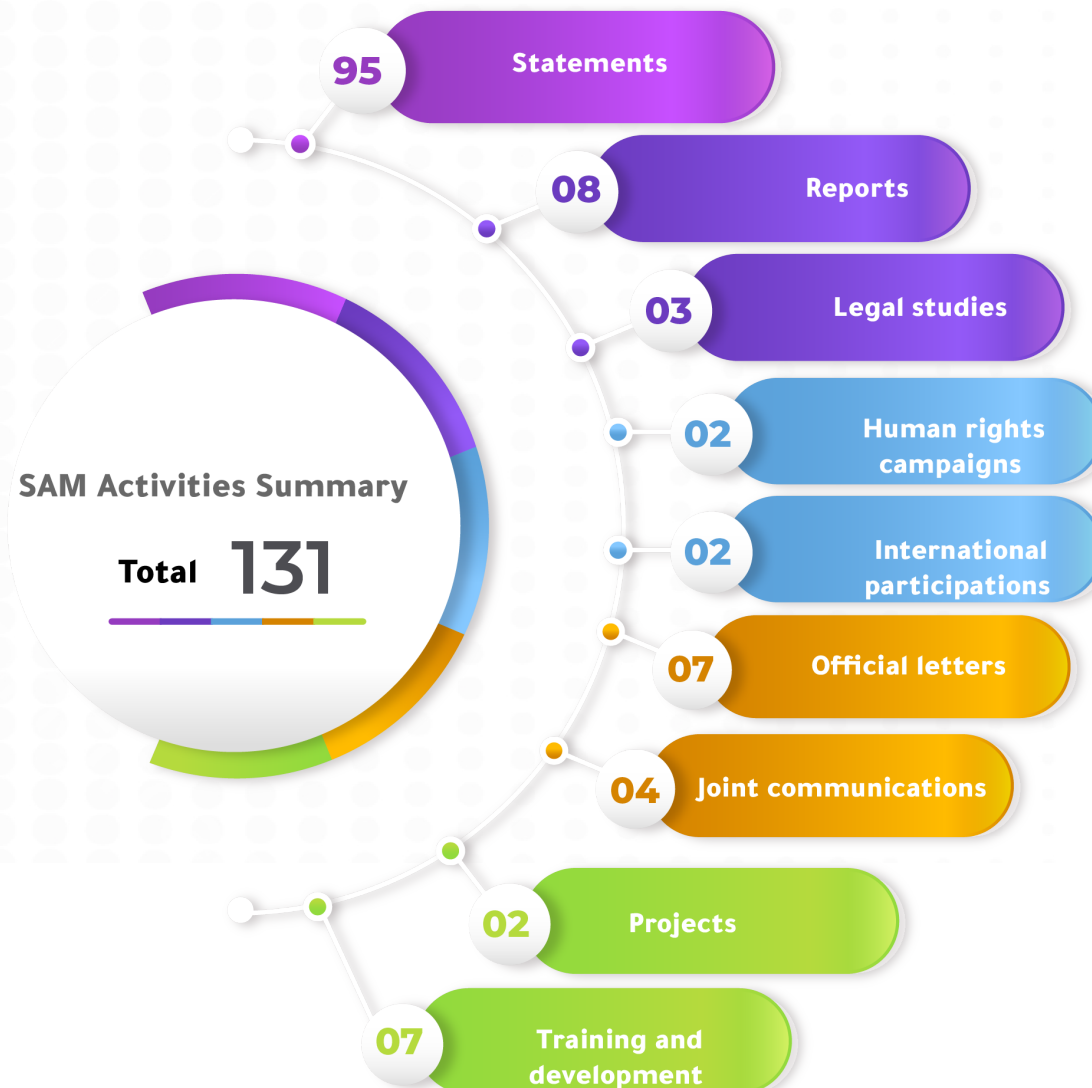 95
Statements
08
Reports
03
Legal studies
02
Human rights
campaigns
02
International
participations
SAM Activities Summary
Total 131
07
Official letters
04
Joint communications
02
Projects
07
Training and
development